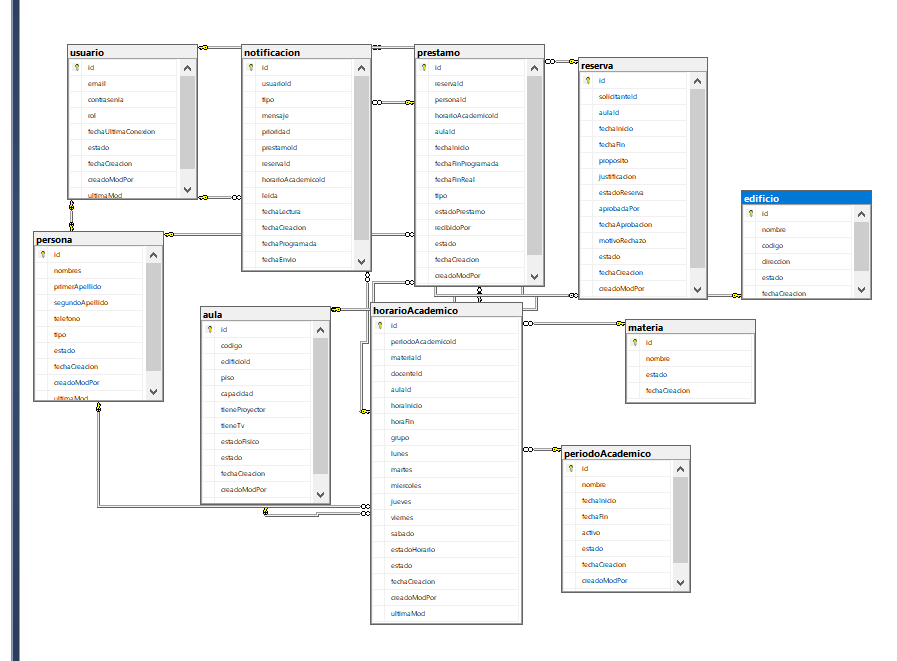 usuario
id
email
contrasenia
rol
fechaUltimaConexion
estado
fechaCreacion
creadoModPor
ultimaMod
notificacion
id
usuarioId
tipo
mensaje
prioridad
prestamoId
reservaId
horarioAcademicoId
leida
fechaLectura
fechaCreacion
fechaProgramada
fechaEnvio
prestamo
id
reservaId
personaId
horarioAcademicoId
aulaId
fechaInicio
fechaFinProgramada
fechaFinReal
tipo
estadoPrestamo
recibidoPor
estado
fechaCreacion
creadoModPor
reserva
id
solicitanteId
aulaId
fechaInicio
fechaFin
proposito
justificacion
estadoReserva
aprobadaPor
fechaAprobacion
motivoRechazo
estado
fechaCreacion
creadoModPor
edificio
id
nombre
codigo
direccion
estado
fechaCreacion
persona
id
nombres
primerApellido
segundoApellido
telefono
tipo
estado
fechaCreacion
creadoModPor
ultimaMod
aula
id
codigo
edificioId
piso
capacidad
tieneProyector
tieneTv
estadoFisico
estado
fechaCreacion
creadoModPor
horarioAcademico
id
periodoAcademicoId
materiaId
docenteId
aulaId
horaInicio
horaFin
grupo
lunes
martes
miercoles
jueves
viernes
sabado
estadoHorario
estado
fechaCreacion
creadoModPor
ultimaMod
materia
id
nombre
estado
fechaCreacion
periodoAcademico
id
nombre
fechaInicio
fechaFin
activo
estado
fechaCreacion
creadoModPor